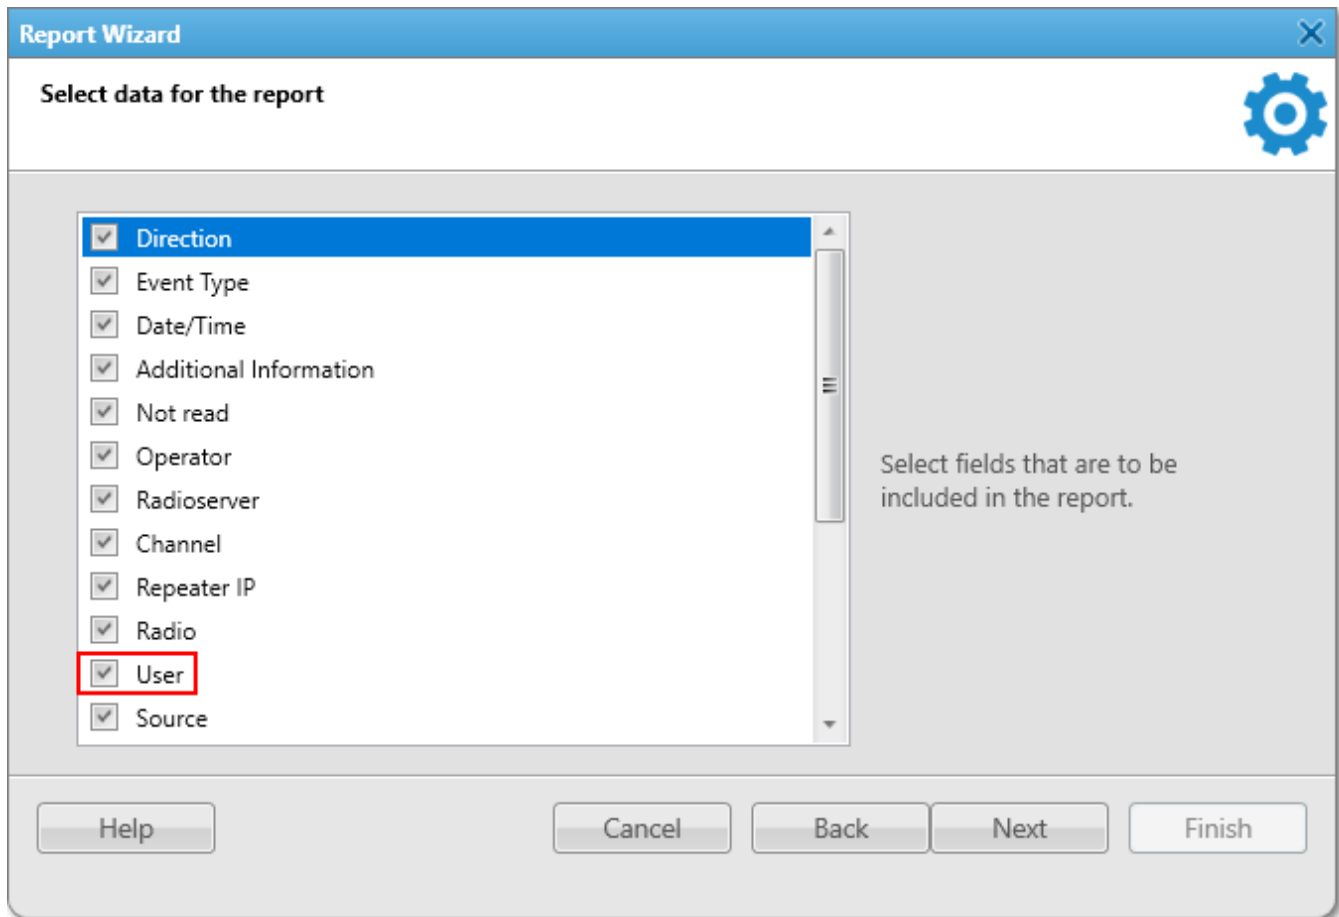 Report Wizard
Select data for the report
Direction
Event Type
Date/Time
Additional Information
Not read
Operator
Radioserver
Channel
Repeater IP
Radio
User
Source
Select fields that are to be
included in the report.
Help
Cancel
Back
Next
Finish